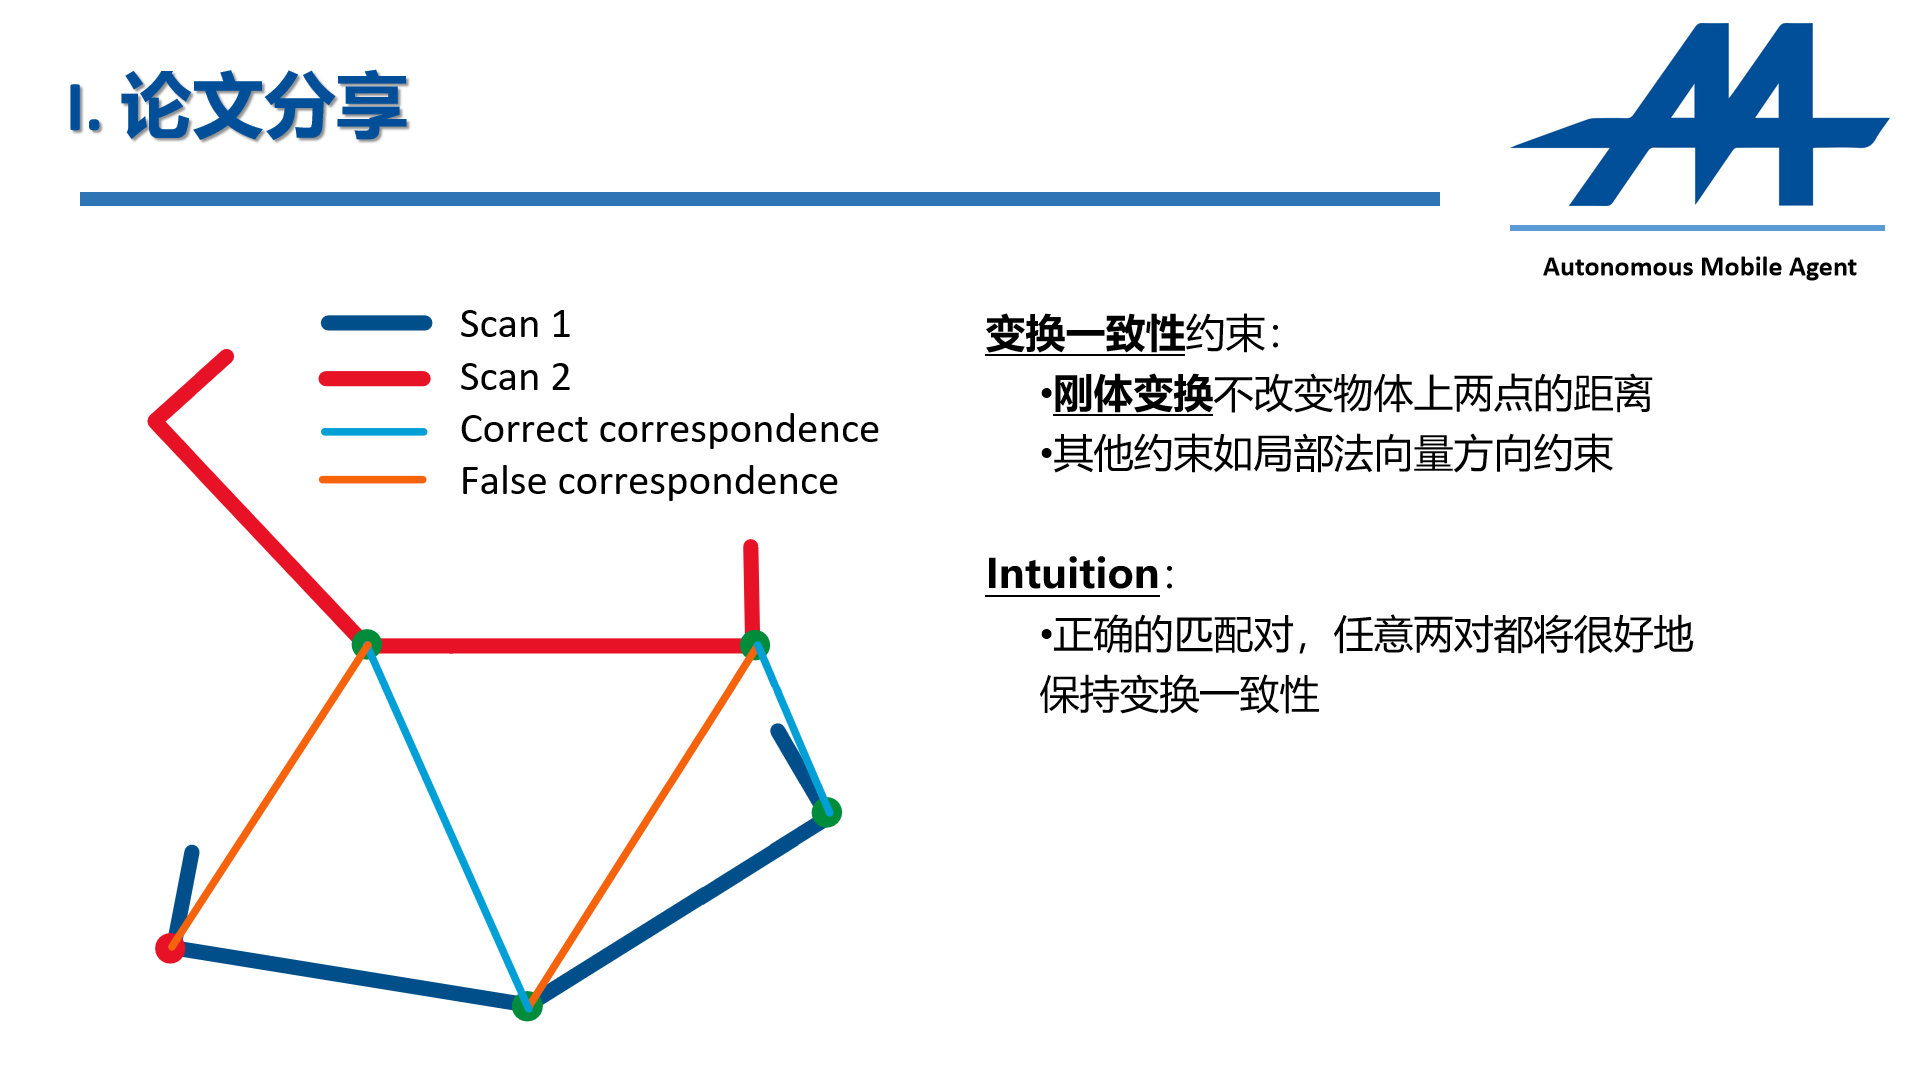 I. 论文分享
Autonomous Mobile Agent
Scan 1
Scan 2
Correct correspondence
False correspondence
变换一致性约束：
•刚体变换不改变物体上两点的距离
•其他约束如局部法向量方向约束
Intuition：
•正确的匹配对，任意两对都将很好地
保持变换一致性